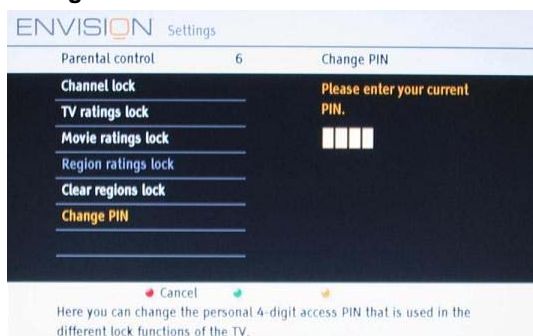 ENVISION Settings
Parental control 6 Change PIN
Channel lock
TV ratings lock
Movie ratings lock
Region ratings lock
Clear regions lock
Change PIN
Please enter your current
PIN.
Cancel
Here you can change the personal 4-digit access PIN that is used in the
different lock functions of the TV.